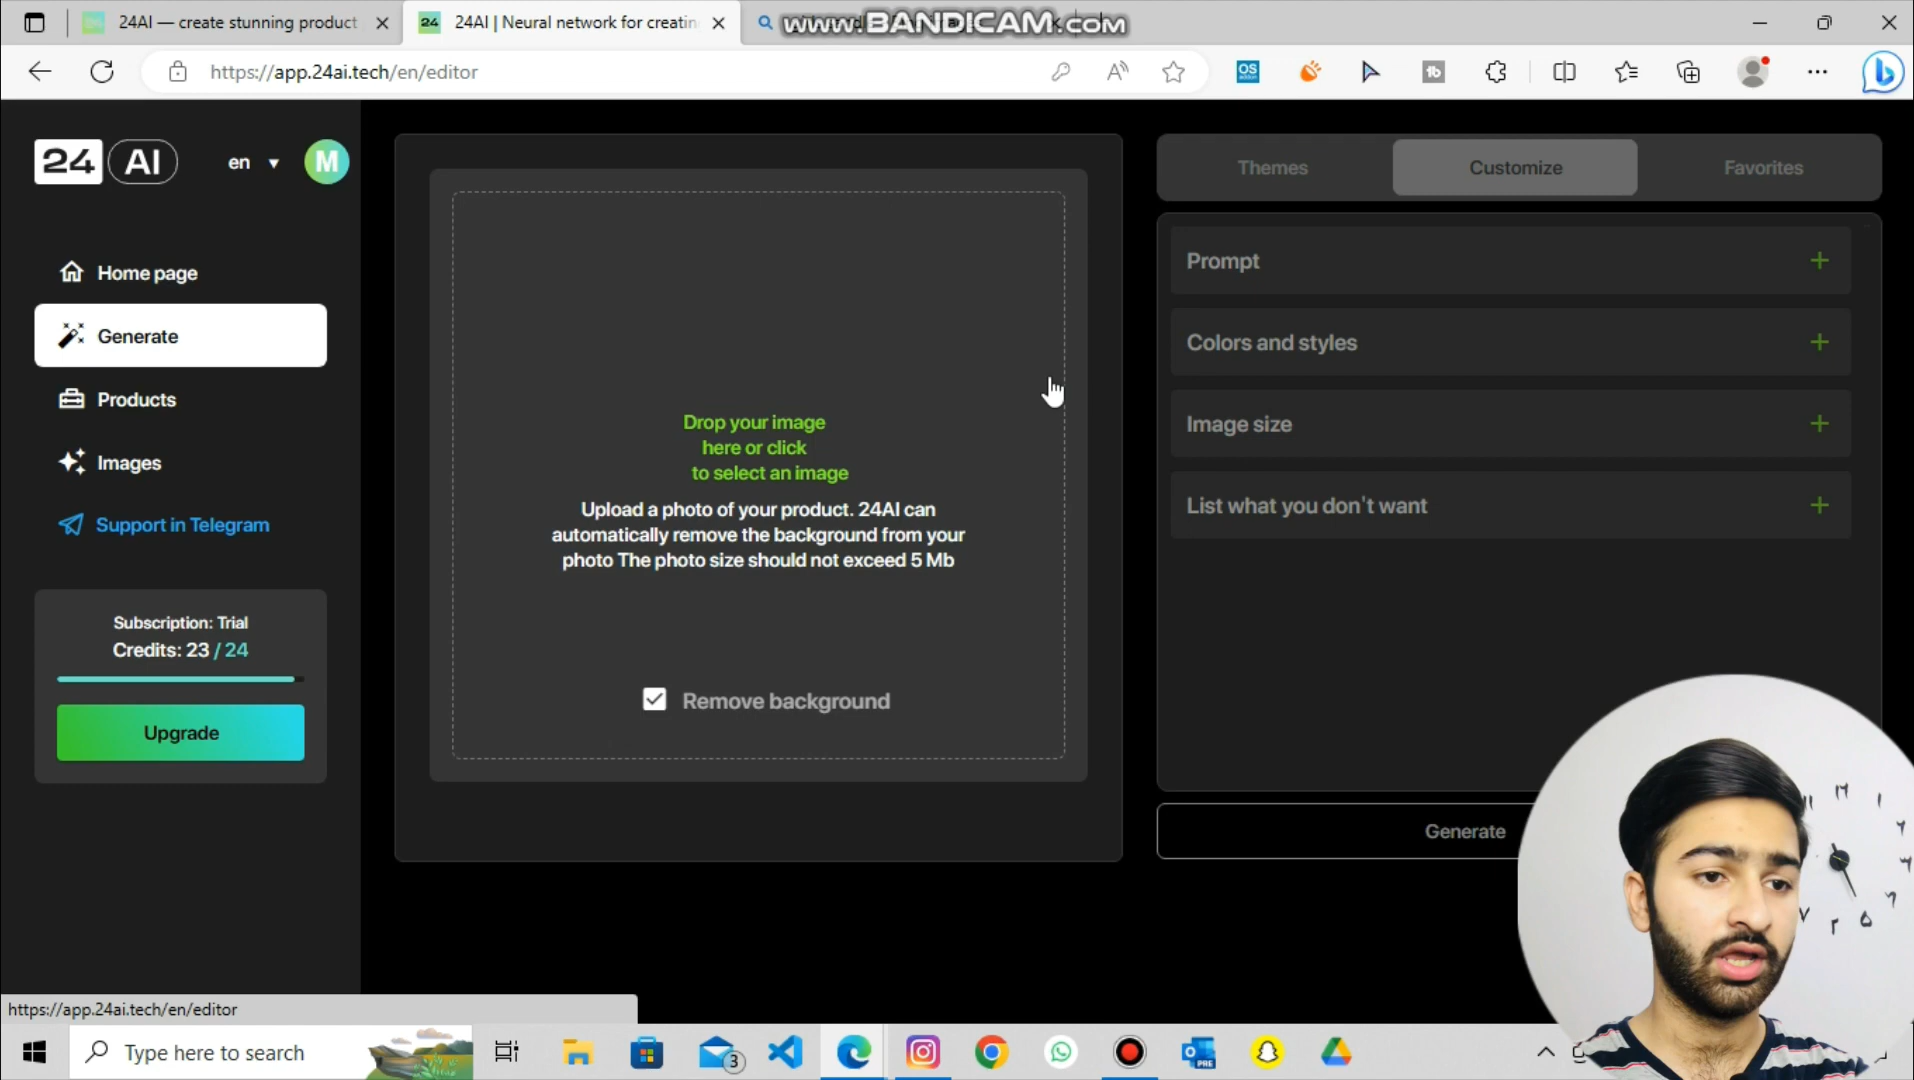 24AI — create stunning product
24AI | Neural network for creatin
www.BANDICAM.com
https://app.24ai.tech/en/editor
24 AI en M
Home page
Generate
Products
Images
Support in Telegram
Subscription: Trial
Credits: 23 / 24
Upgrade
Drop your image
here or click
to select an image
Upload a photo of your product. 24AI can
automatically remove the background from your
photo The photo size should not exceed 5 Mb
Remove background
Themes Customize Favorites
Prompt
Colors and styles
Image size
List what you don't want
Generate
https://app.24ai.tech/en/editor
Type here to search
3
PRE